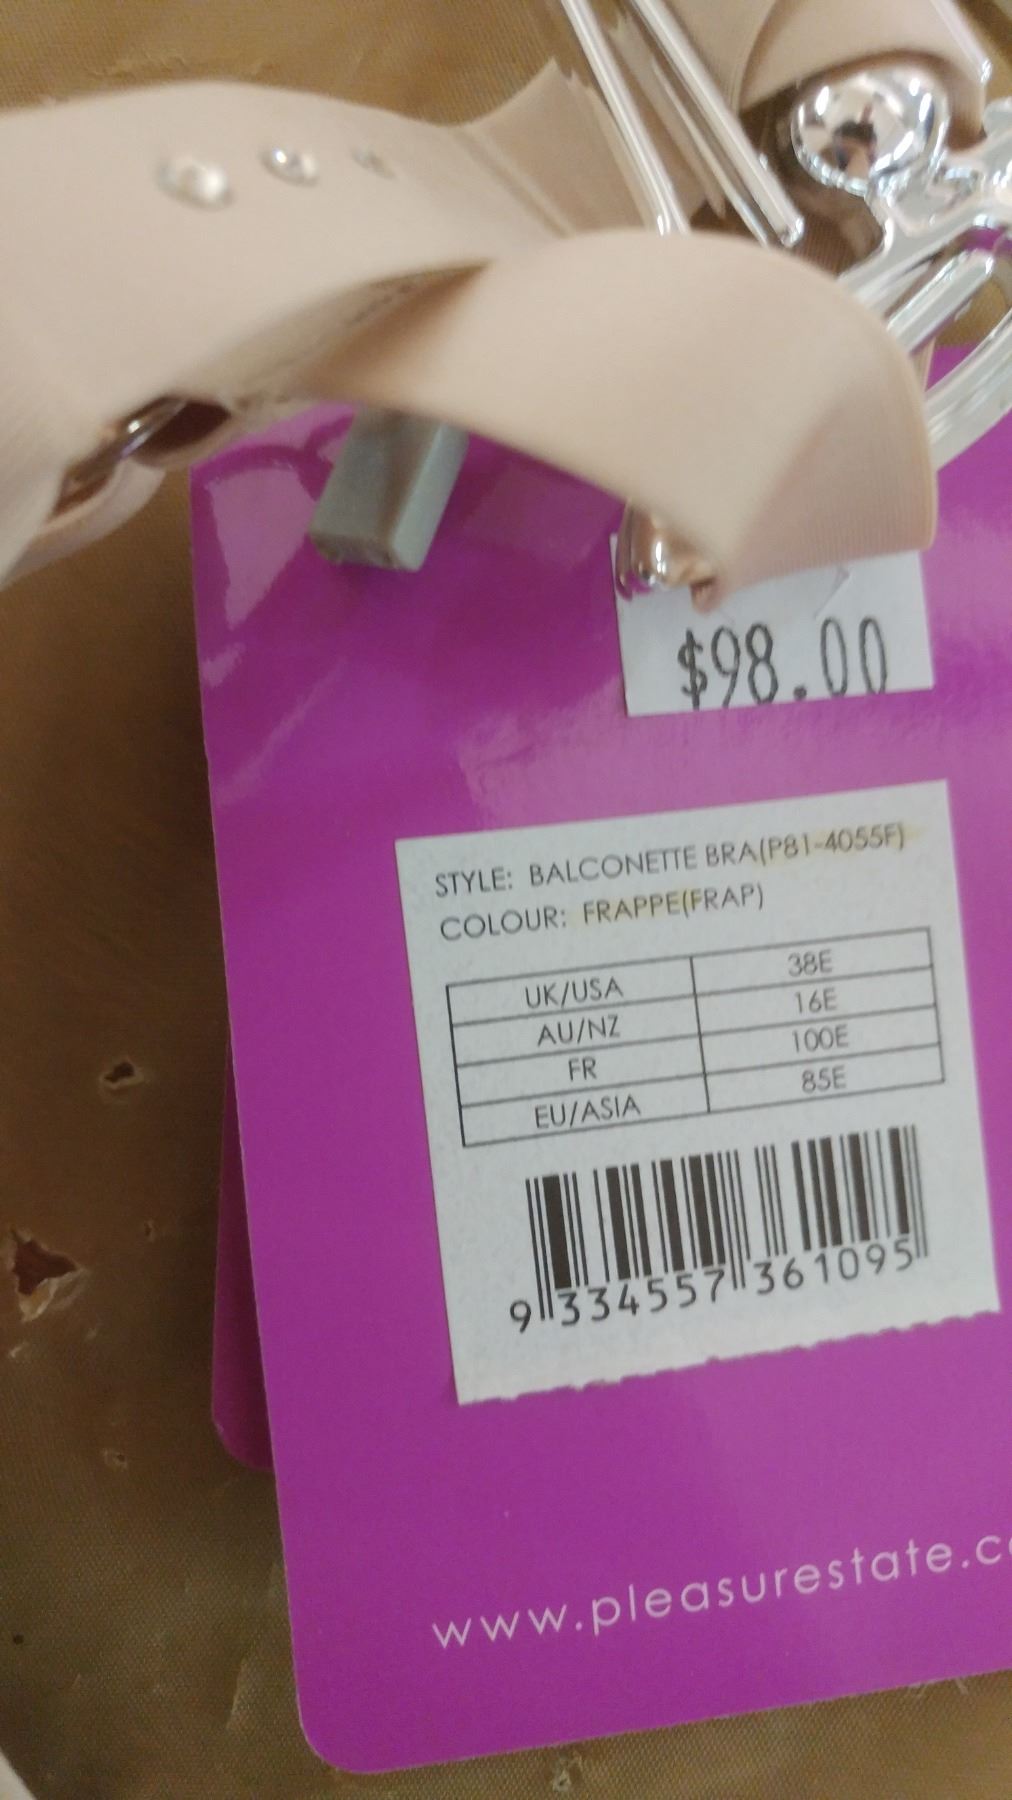 $98.00
STYLE: BALCONETTE BRA(P81-4055F)
COLOUR: FRAPPE(FRAP)
UK/USA 38E
AU/NZ 16E
FR 100E
EU/ASIA 85E
9 334557 361095
www.pleasurestate.c